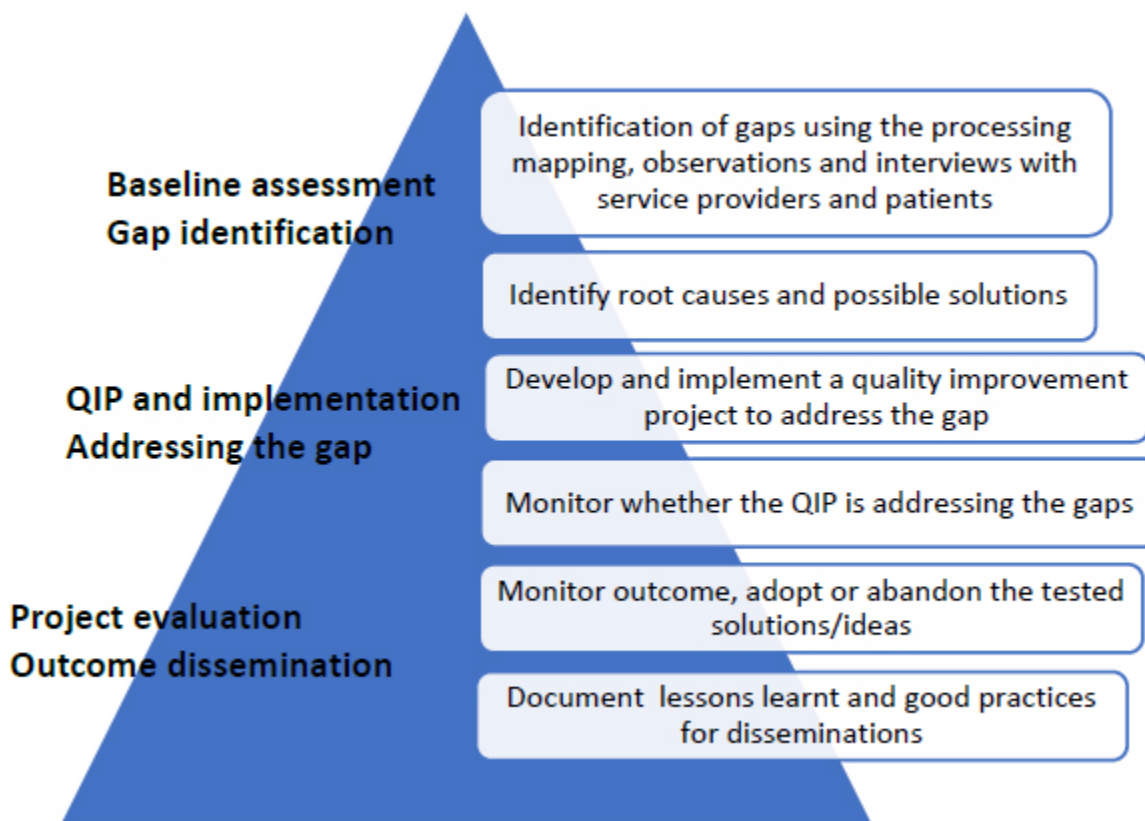 Baseline assessment
Gap identification
Identification of gaps using the processing
mapping, observations and interviews with
service providers and patients
Identify root causes and possible solutions
QIP and implementation
Addressing the gap
Develop and implement a quality improvement
project to address the gap
Monitor whether the QIP is addressing the gaps
Project evaluation
Outcome dissemination
Monitor outcome, adopt or abandon the tested
solutions/ideas
Document lessons learnt and good practices
for disseminations